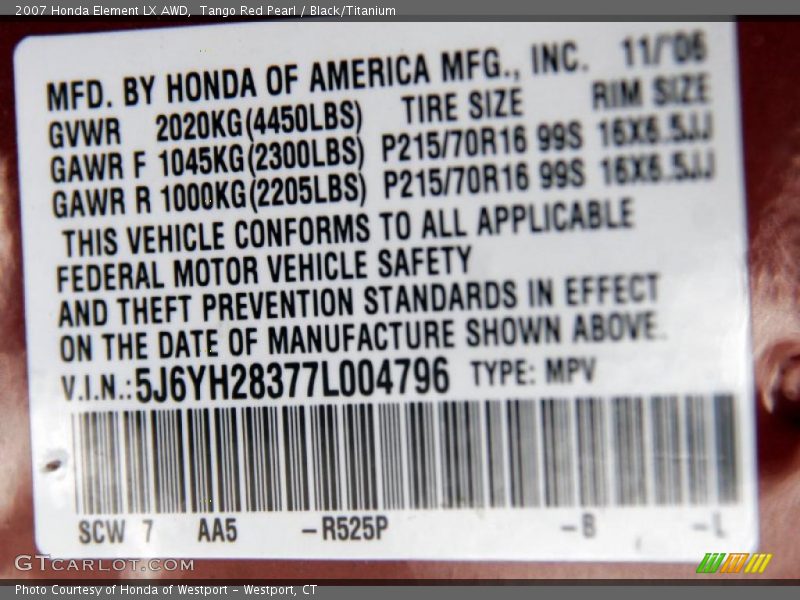 2007 Honda Element LX AWD,  Tango Red Pearl / Black/Titanium
MFD. BY HONDA OF AMERICA MFG., INC. 11/'06
GVWR 2020KG(4450LBS) TIRE SIZE RIM SIZE
GAWR F 1045KG(2300LBS) P215/70R16 99S 16X6.5JJ
GAWR R 1000KG(2205LBS) P215/70R16 99S 16X6.5JJ
THIS VEHICLE CONFORMS TO ALL APPLICABLE
FEDERAL MOTOR VEHICLE SAFETY
AND THEFT PREVENTION STANDARDS IN EFFECT
ON THE DATE OF MANUFACTURE SHOWN ABOVE.
V.I.N.: 5J6YH28377L004796 TYPE: MPV
SCW 7 AA5 -R525P -B -L
GTCARLOT.COM
Photo Courtesy of Honda of Westport - Westport, CT